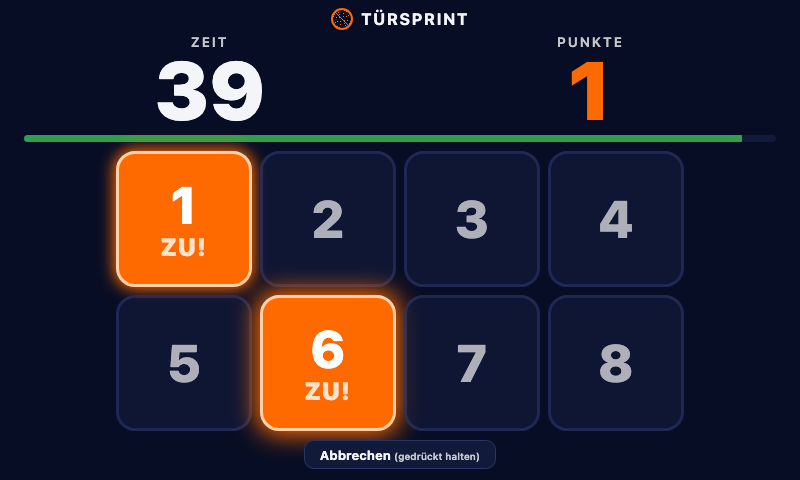 TÜRSPRINT
ZEIT
PUNKTE
39
1
1
ZU!
2
3
4
5
6
ZU!
7
8
Abbrechen (gedrückt halten)